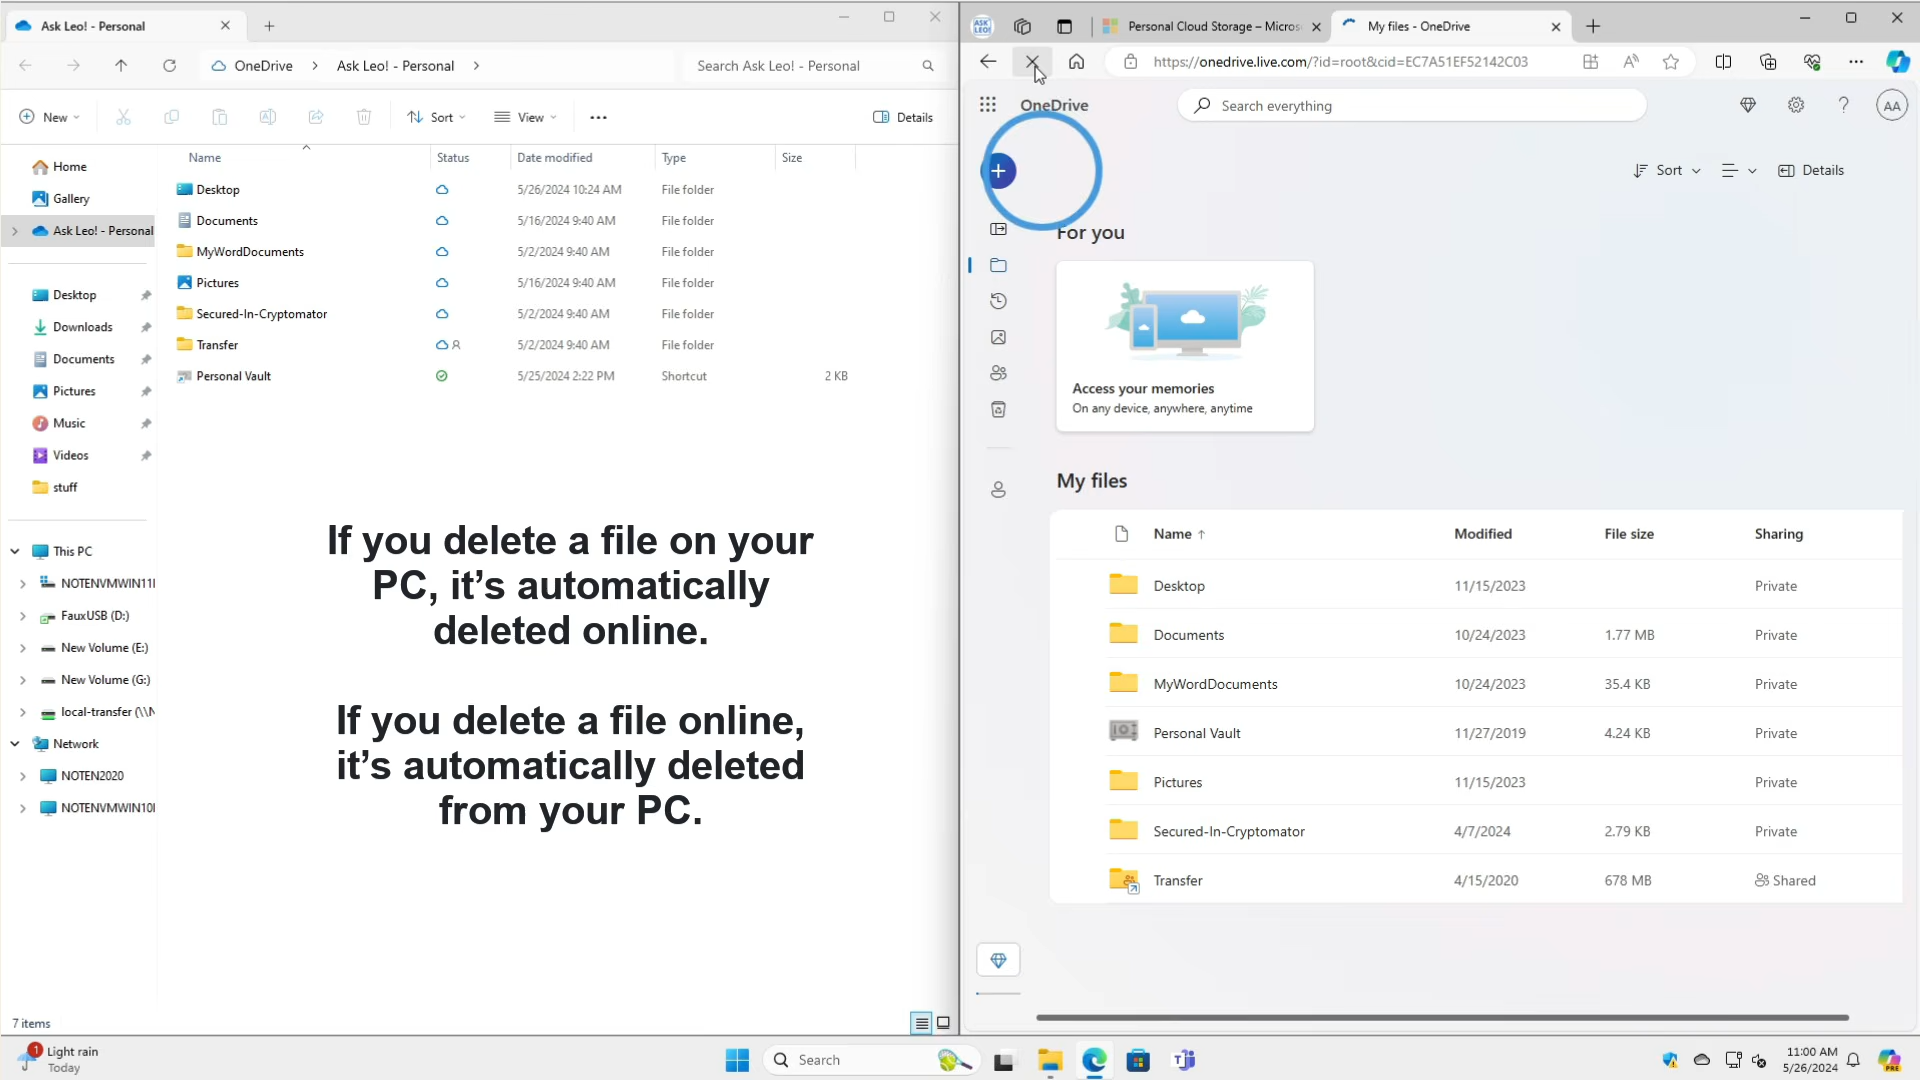 Ask Leo! - Personal
OneDrive > Ask Leo! - Personal >
Search Ask Leo! - Personal
New
Sort
View
Details
Name Status Date modified Type Size
Desktop 5/26/2024 10:24 AM File folder
Documents 5/16/2024 9:40 AM File folder
MyWordDocuments 5/2/2024 9:40 AM File folder
Pictures 5/16/2024 9:40 AM File folder
Secured-In-Cryptomator 5/2/2024 9:40 AM File folder
Transfer 5/2/2024 9:40 AM File folder
Personal Vault 5/25/2024 2:22 PM Shortcut 2 KB
Home
Gallery
Ask Leo! - Personal
Desktop
Downloads
Documents
Pictures
Music
Videos
stuff
This PC
NOTENVMWIN11
FauxUSB (D:)
New Volume (E:)
New Volume (G:)
local-transfer (\\N
Network
NOTEN2020
NOTENVMWIN10
If you delete a file on your
PC, it’s automatically
deleted online.
If you delete a file online,
it’s automatically deleted
from your PC.
7 items
ASK LEO!
Personal Cloud Storage – Micros
My files - OneDrive
https://onedrive.live.com/?id=root&cid=EC7A51EF52142C03
OneDrive
Search everything
AA
Sort
Details
For you
Access your memories
On any device, anywhere, anytime
My files
Name ↑ Modified File size Sharing
Desktop 11/15/2023 Private
Documents 10/24/2023 1.77 MB Private
MyWordDocuments 10/24/2023 35.4 KB Private
Personal Vault 11/27/2019 4.24 KB Private
Pictures 11/15/2023 Private
Secured-In-Cryptomator 4/7/2024 2.79 KB Private
Transfer 4/15/2020 678 MB Shared
1
Light rain
Today
Search
11:00 AM
5/26/2024
PRE